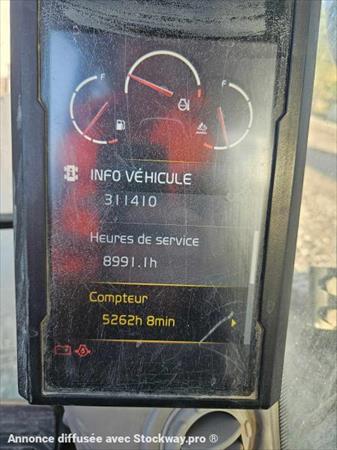 F
F
INFO VÉHICULE
311410
Heures de service
8991.1h
Compteur
5262h 8min
Annonce diffusée avec Stockway.pro ®